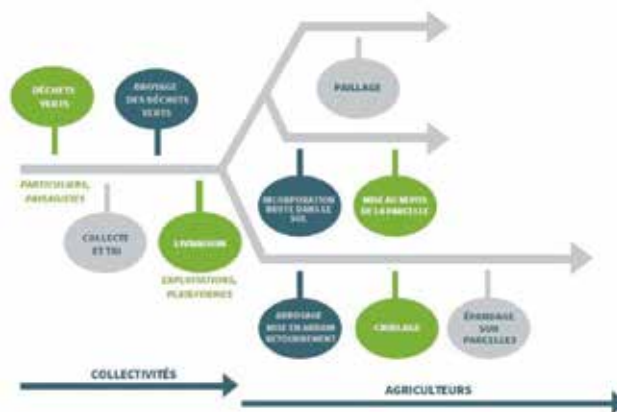 DÉCHETS
VERTS
BROYAGE
DES DÉCHETS
VERTS
PAILLAGE
PARTICULIERS,
PAYSAGISTES
COLLECTE
ET TRI
LIVRAISON
EXPLOITATIONS,
PLATEFORMES
INCORPORATION
DANS LE
SOL
MISE AU REPOS
DE LA PARCELLE
ARROSAGE
MISE EN ANDAIN
RETOURNEMENT
CRIBLAGE
ÉPANDAGE
SUR
PARCELLES
COLLECTIVITÉS
AGRICULTEURS